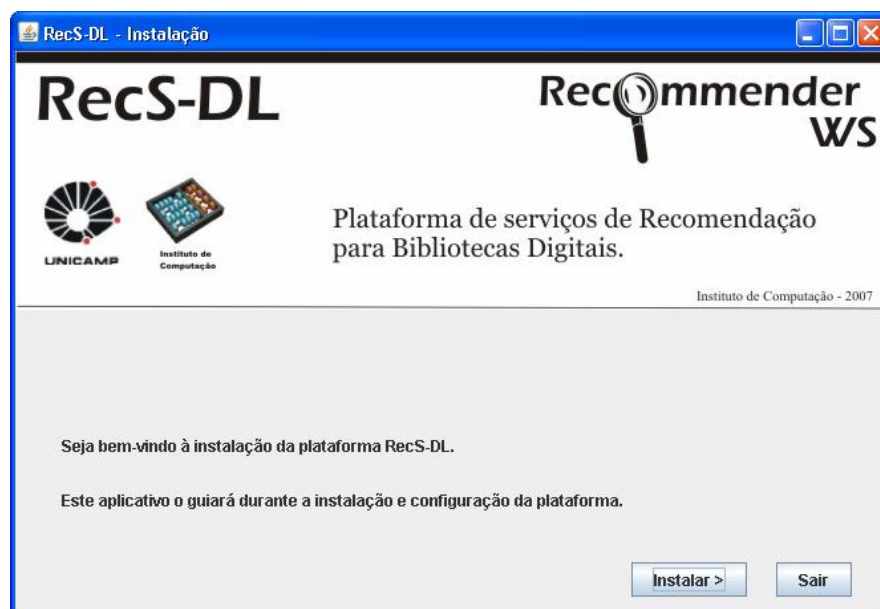 RecS-DL - Instalação
RecS-DL
Recommender
WS
UNICAMP
Instituto de
Computação
Plataforma de serviços de Recomendação
para Bibliotecas Digitais.
Instituto de Computação - 2007
Seja bem-vindo à instalação da plataforma RecS-DL.
Este aplicativo o guiará durante a instalação e configuração da plataforma.
Instalar >
Sair